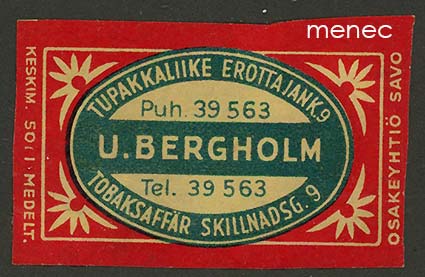 menec
TUPAKKALIIKE EROTTAJANK.9
Puh. 39 563
U. BERGHOLM
Tel. 39 563
TOBAKSAFFÄR SKILLNADSG. 9
KESKIM. 50 I MEDELT.
OSAKEYHTIÖ SAVO